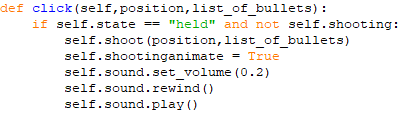 def click(self,position,list_of_bullets):
    if self.state == "held" and not self.shooting:
        self.shoot(position,list_of_bullets)
        self.shootinganimate = True
        self.sound.set_volume(0.2)
        self.sound.rewind()
        self.sound.play()